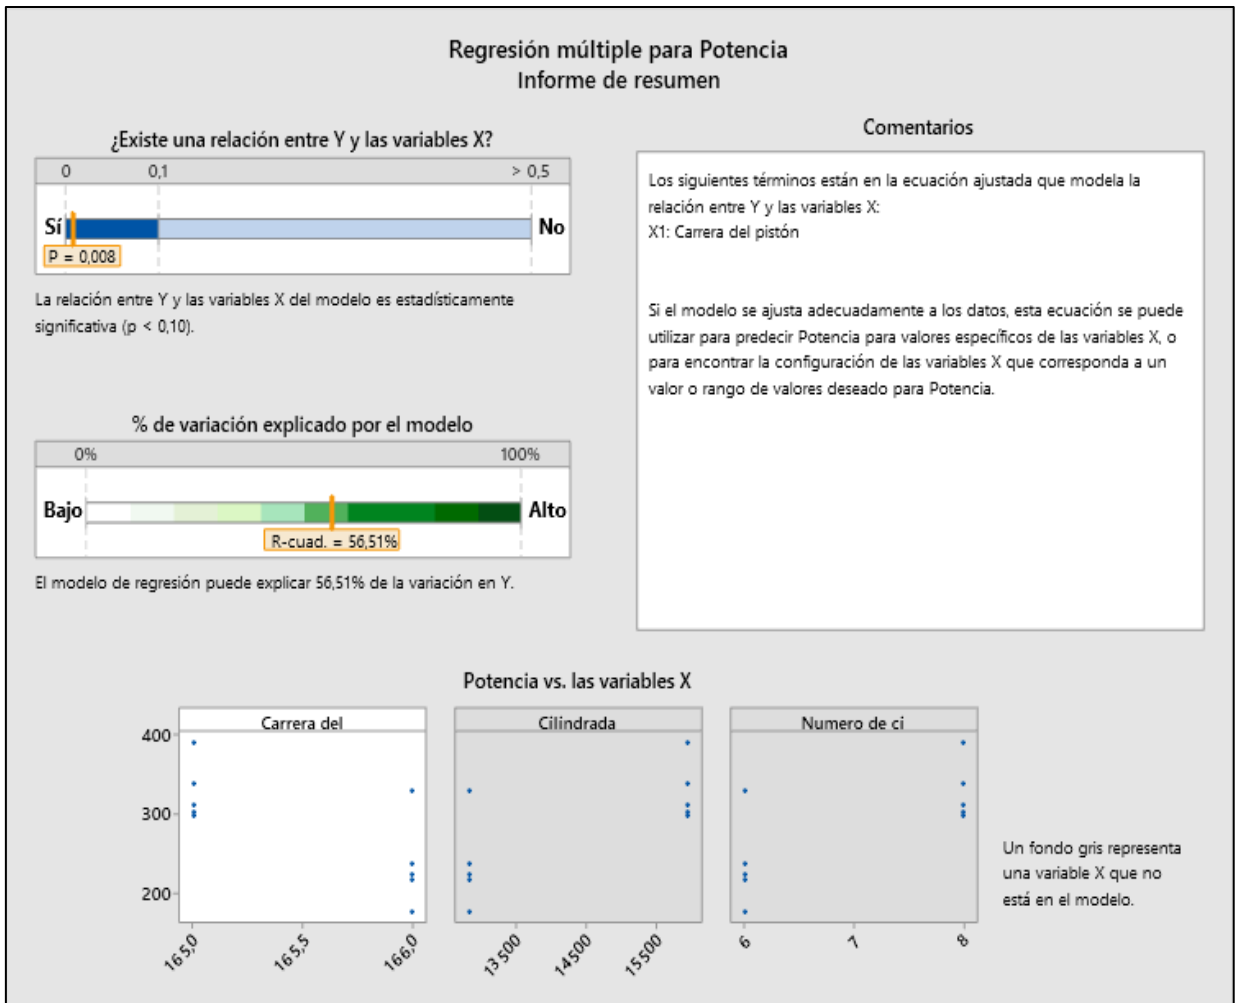 Regresión múltiple para Potencia
Informe de resumen
¿Existe una relación entre Y y las variables X?
0 0,1 > 0,5
Sí No
P = 0,008
La relación entre Y y las variables X del modelo es estadísticamente
significativa (p < 0,10).
% de variación explicado por el modelo
0% 100%
Bajo Alto
R-cuad. = 56,51%
El modelo de regresión puede explicar 56,51% de la variación en Y.
Comentarios
Los siguientes términos están en la ecuación ajustada que modela la
relación entre Y y las variables X:
X1: Carrera del pistón
Si el modelo se ajusta adecuadamente a los datos, esta ecuación se puede
utilizar para predecir Potencia para valores específicos de las variables X, o
para encontrar la configuración de las variables X que corresponda a un
valor o rango de valores deseado para Potencia.
Potencia vs. las variables X
Carrera del Cilindrada Numero de ci
400
300
200
165,0 165,5 166,0 13500 14500 15500 6 7 8
Un fondo gris representa
una variable X que no
está en el modelo.